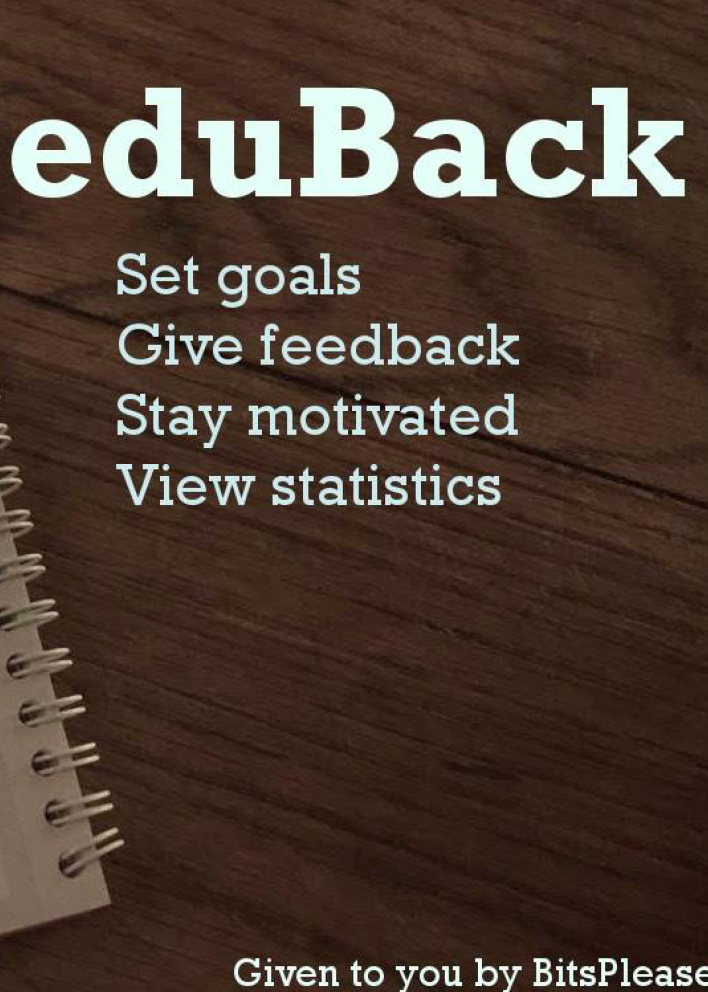 eduBack
Set goals
Give feedback
Stay motivated
View statistics
Given to you by BitsPlease